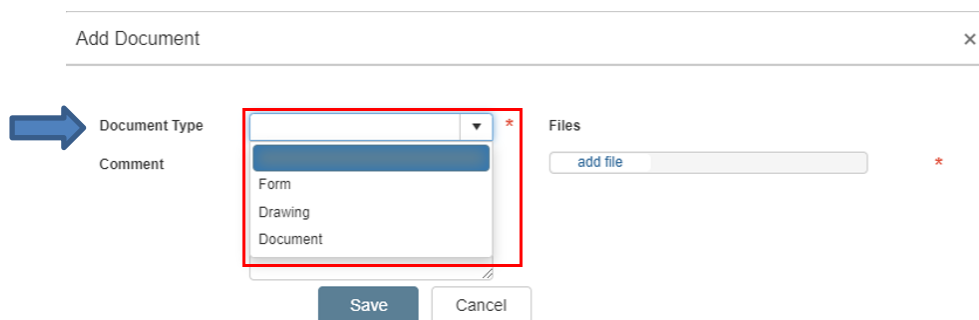 Add Document ×
Document Type * Files
Comment add file *
Form
Drawing
Document
Save Cancel